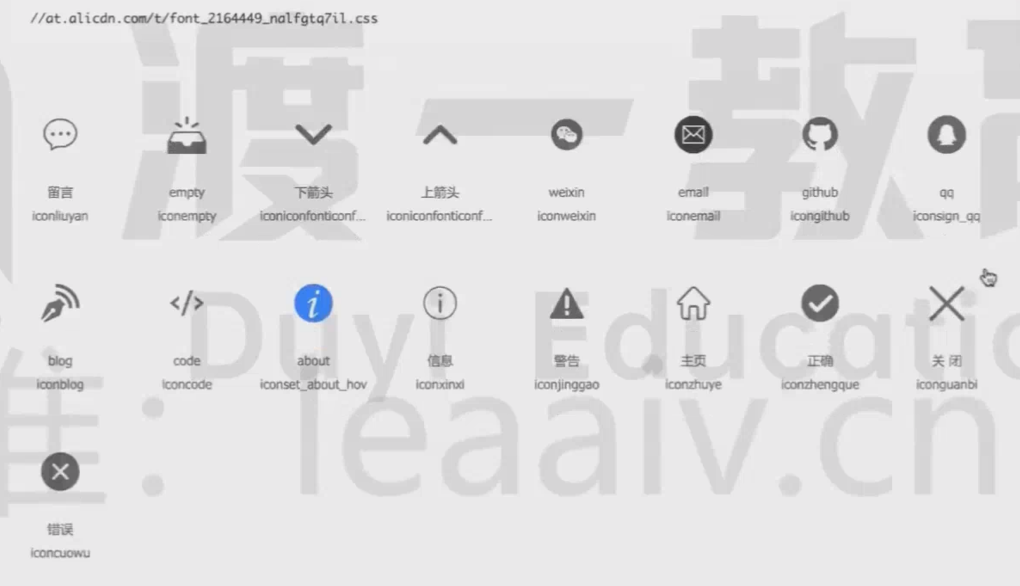 //at.alicdn.com/t/font_2164449_nalfgtq7il.css
留言 empty 下箭头 上箭头 weixin email github qq
iconliuyan iconempty iconiconfonticonf... iconiconfonticonf... iconweixin iconemail icongithub iconsign_qq
blog code about 信息 警告 主页 正确 关 闭
iconblog iconcode iconset_about_hov iconxinxi iconjinggao iconzhuye iconzhengque iconguanbi
错误
iconcuowu
渡一教育
Duyi Educatio
准：leaaiv.cn